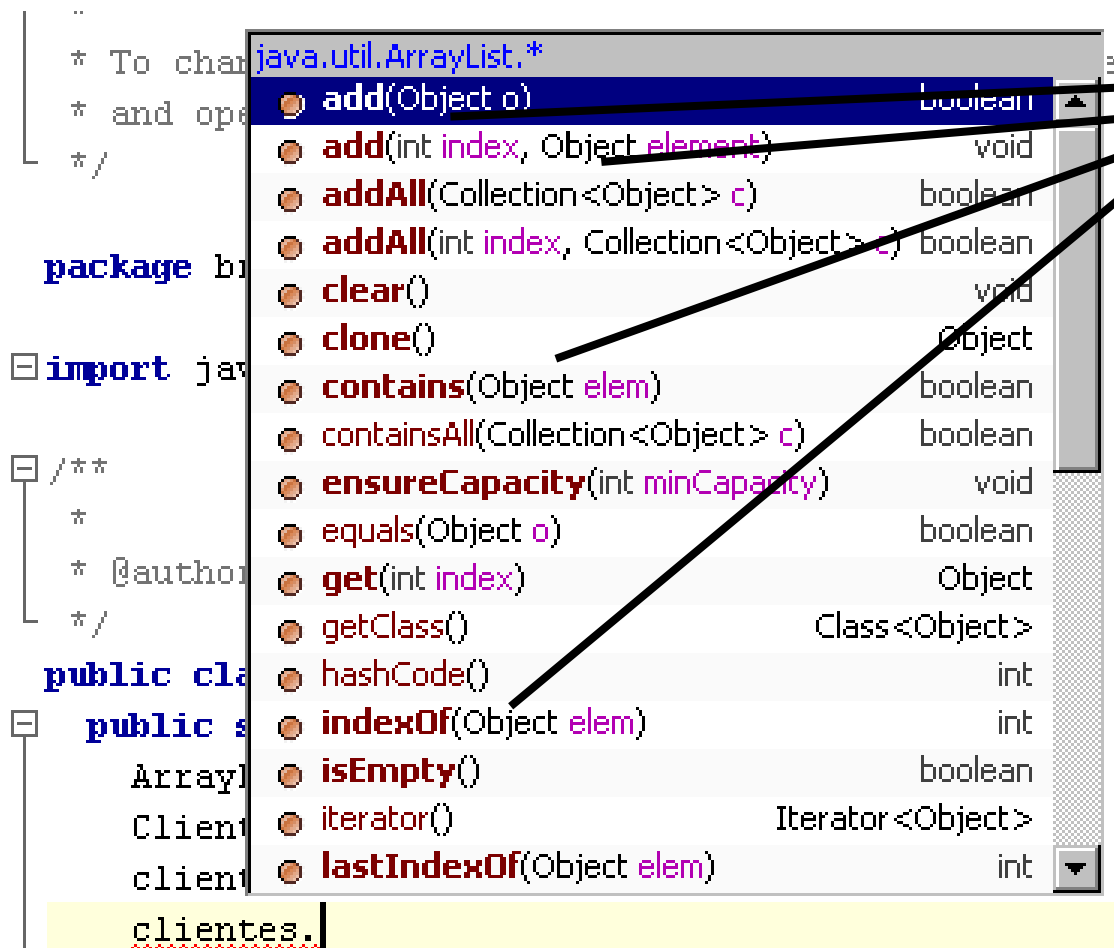 * To chan
* and ope
*/
package br
import jav
/**
*
* @author
*/
public cla
public s
ArrayL
Client
client
clientes.
java.util.ArrayList.*
add(Object o) boolean
add(int index, Object element) void
addAll(Collection<Object> c) boolean
addAll(int index, Collection<Object> c) boolean
clear() void
clone() Object
contains(Object elem) boolean
containsAll(Collection<Object> c) boolean
ensureCapacity(int minCapacity) void
equals(Object o) boolean
get(int index) Object
getClass() Class<Object>
hashCode() int
indexOf(Object elem) int
isEmpty() boolean
iterator() Iterator<Object>
lastIndexOf(Object elem) int